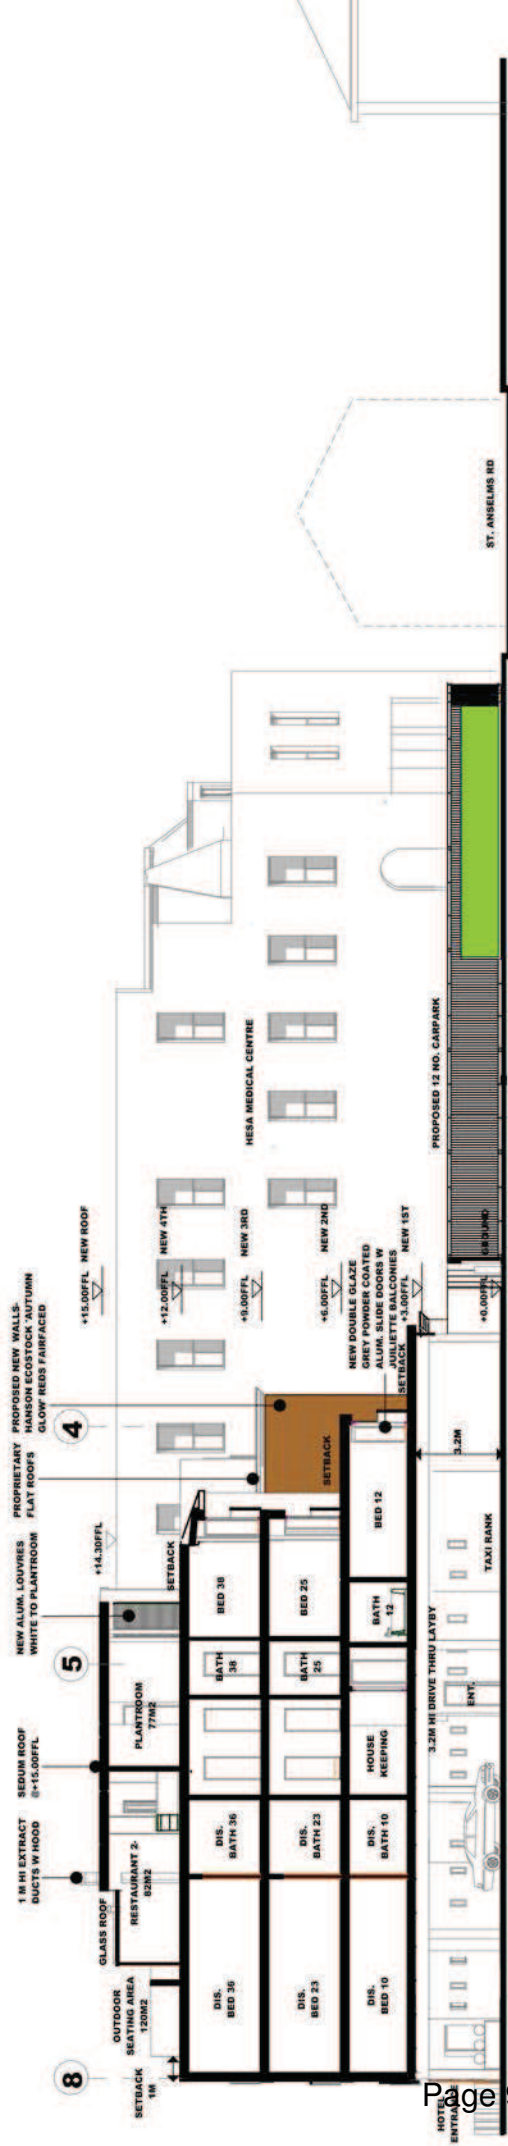 8
5
4
SETBACK
1M
OUTDOOR
SEATING AREA
120M2
GLASS ROOF
1 M HI EXTRACT
DUCTS W HOOD
SEDUM ROOF
@+15.00FFL
NEW ALUM. LOUVRES
WHITE TO PLANTROOM
PROPRIETARY
FLAT ROOFS
PROPOSED NEW WALLS-
HANSON ECOSTOCK 'AUTUMN
GLOW' REDS FAIRFACED
RESTAURANT 2-
82M2
PLANTROOM
77M2
+14.30FFL
SETBACK
+15.00FFL NEW ROOF
+12.00FFL NEW 4TH
+9.00FFL NEW 3RD
+6.00FFL NEW 2ND
+3.00FFL NEW 1ST
+0.00FFL GROUND
DIS.
BED 36
DIS.
BATH 36
BATH
38
BED 38
DIS.
BED 23
DIS.
BATH 23
BATH
25
BED 25
SETBACK
DIS.
BED 10
DIS.
BATH 10
HOUSE
KEEPING
BATH
12
BED 12
NEW DOUBLE GLAZE
GREY POWDER COATED
ALUM. SLIDE DOORS W
JULIETTE BALCONIES
SETBACK
HESA MEDICAL CENTRE
PROPOSED 12 NO. CARPARK
ST. ANSELMS RD
3.2M HI DRIVE THRU LAYBY
3.2M
ENT.
TAXI RANK
HOTEL
ENTRANCE
Page 9